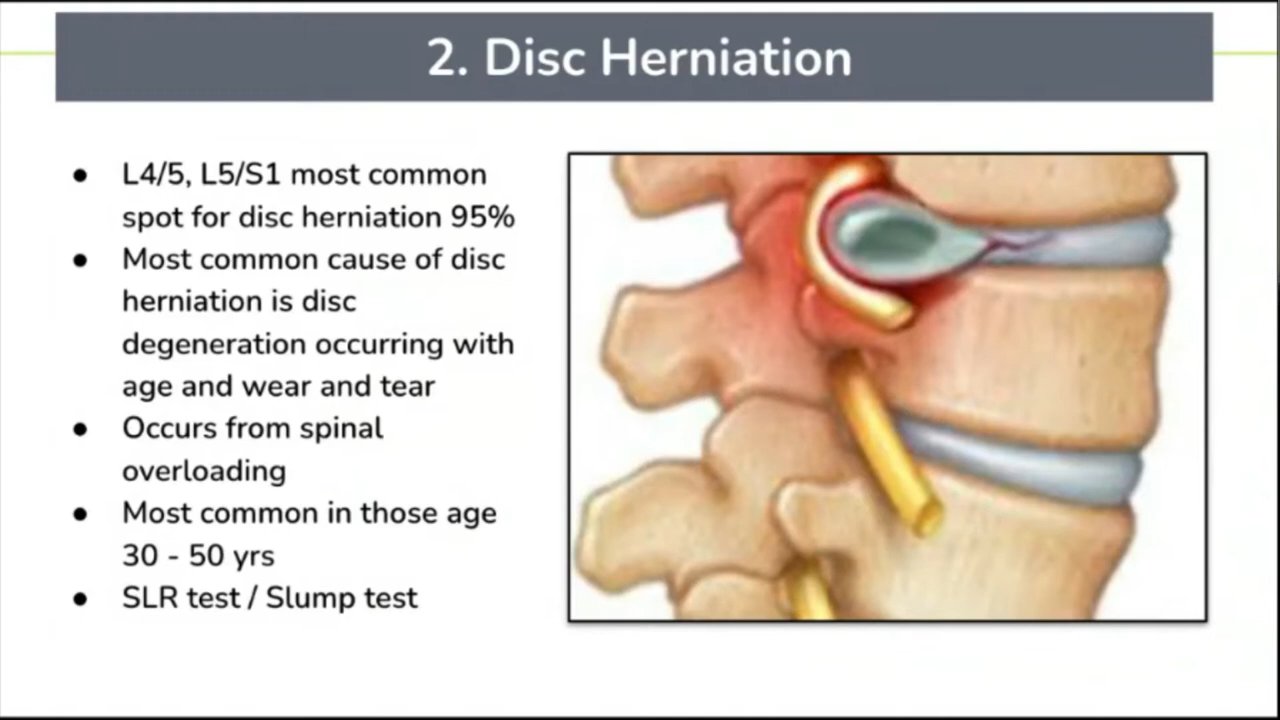 2. Disc Herniation
● L4/5, L5/S1 most common
spot for disc herniation 95%
● Most common cause of disc
herniation is disc
degeneration occurring with
age and wear and tear
● Occurs from spinal
overloading
● Most common in those age
30 - 50 yrs
● SLR test / Slump test